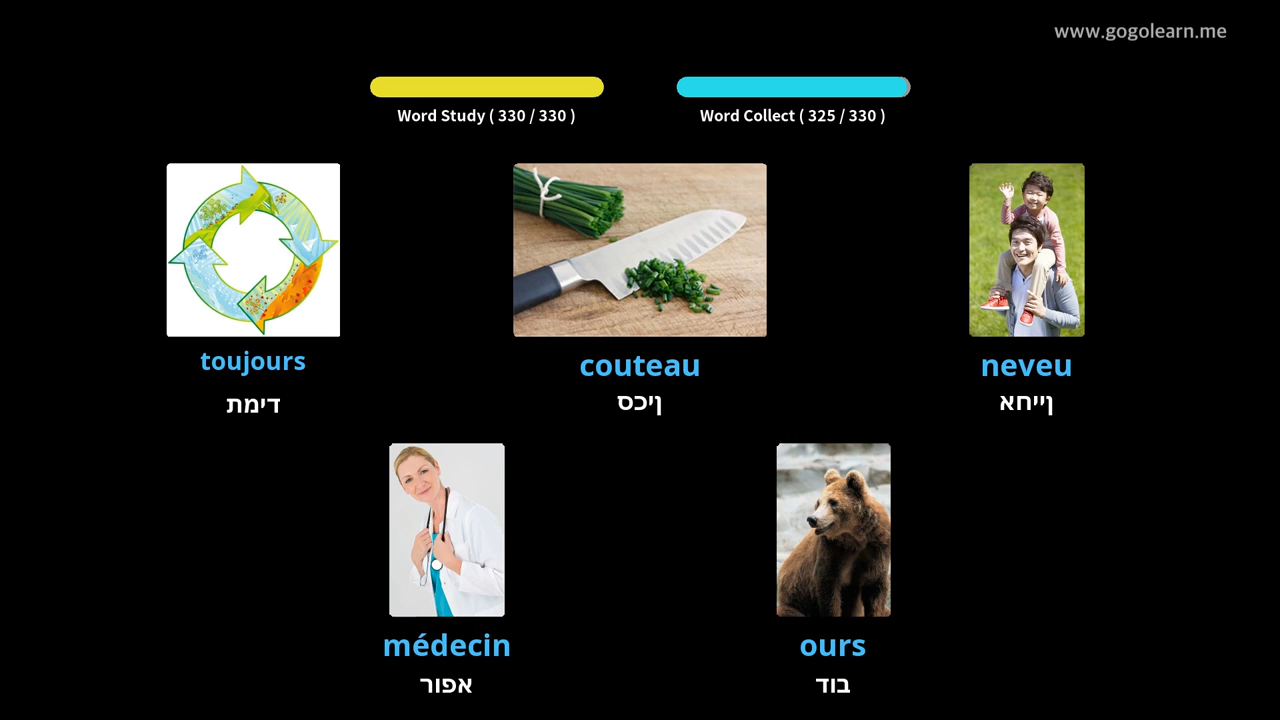 www.gogolearn.me
Word Study ( 330 / 330 )
Word Collect ( 325 / 330 )
toujours
דימת
couteau
ןיכס
neveu
ןייחא
médecin
אפור
ours
בוד